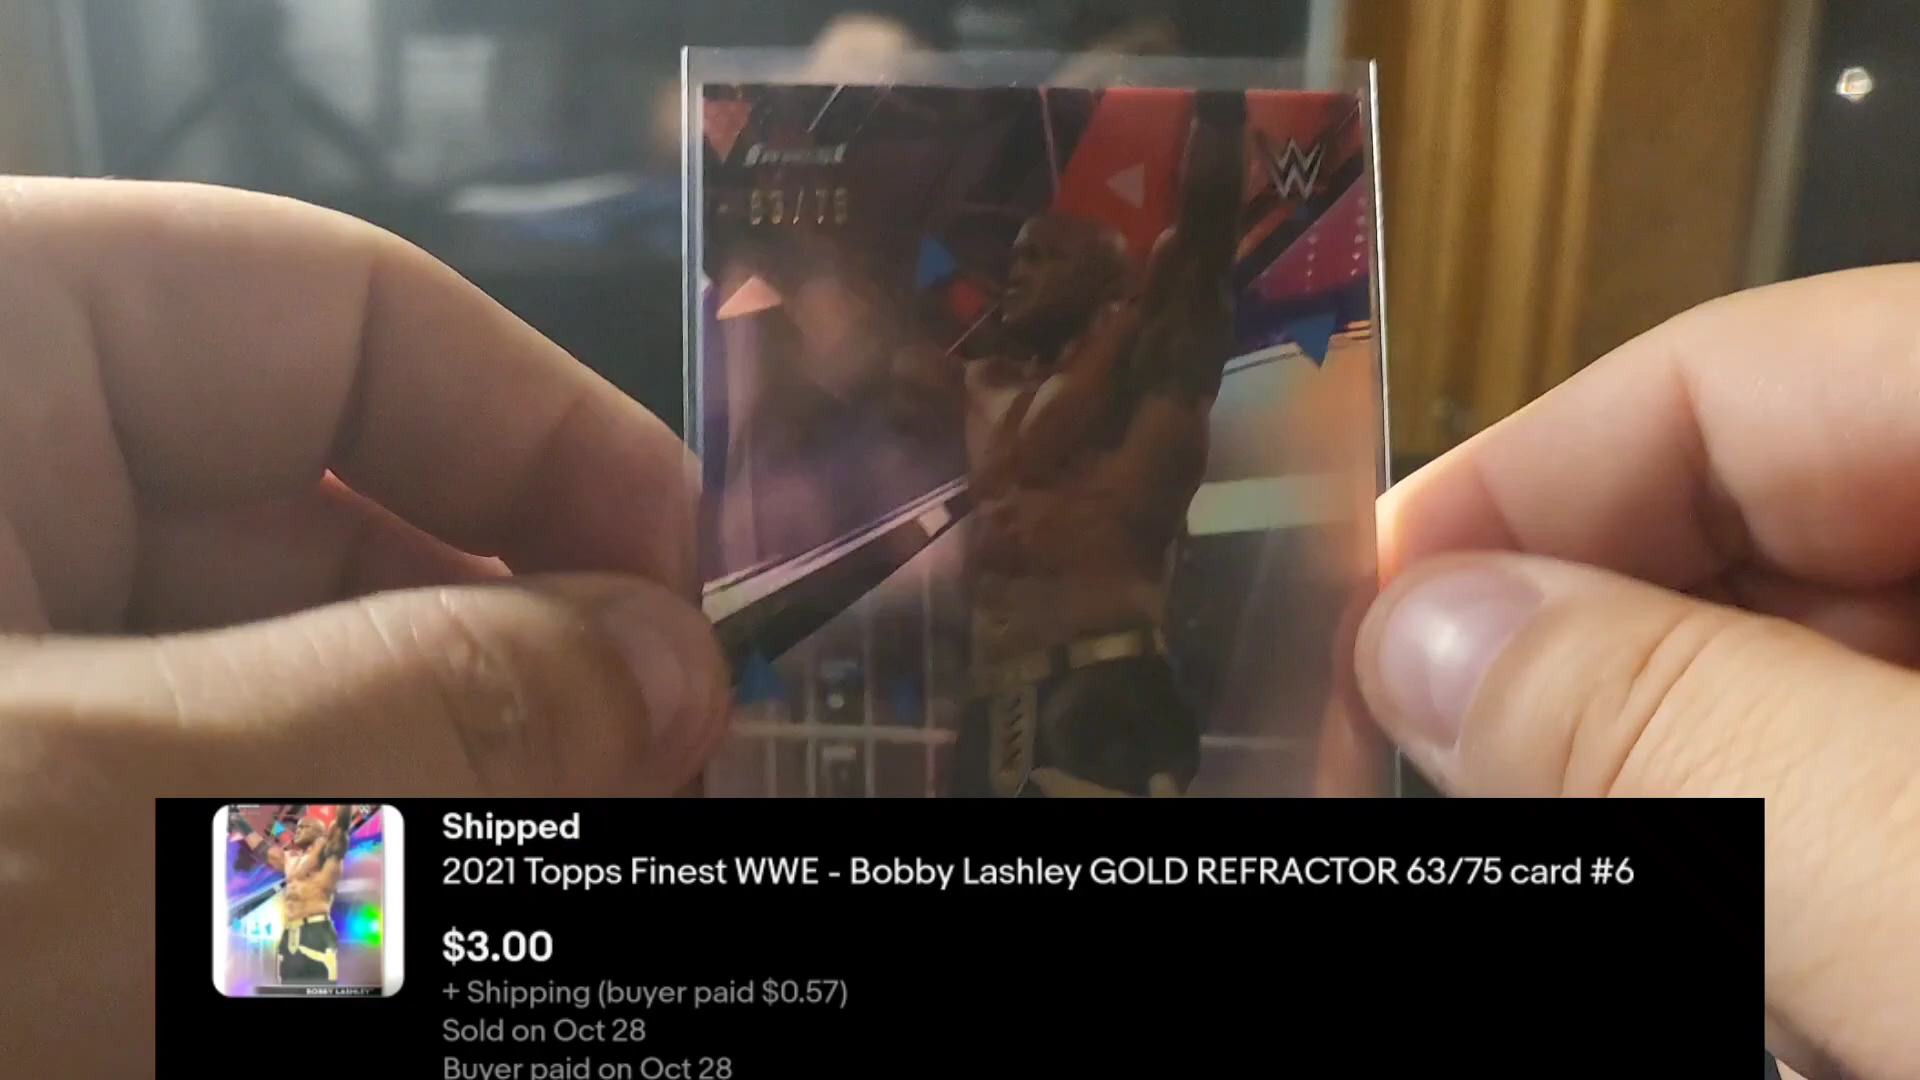 Finest
63/75
W
Shipped
2021 Topps Finest WWE - Bobby Lashley GOLD REFRACTOR 63/75 card #6
$3.00
+ Shipping (buyer paid $0.57)
Sold on Oct 28
Buyer paid on Oct 28
BOBBY LASHLEY